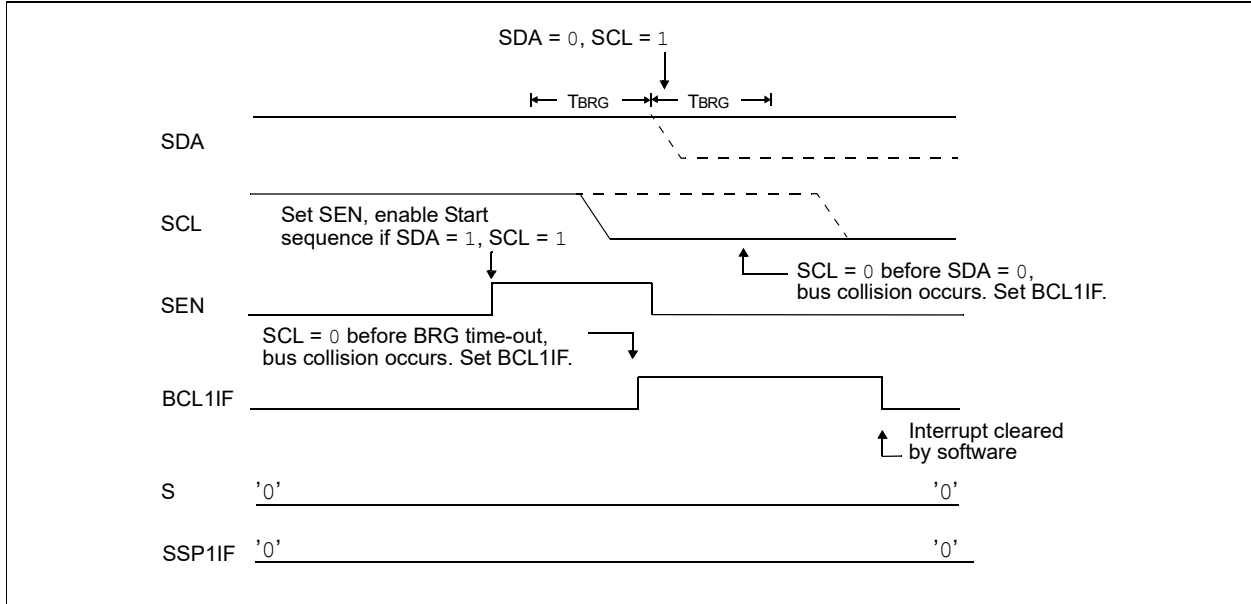 SDA = 0, SCL = 1
TBRG TBRG
SDA
SCL
Set SEN, enable Start
sequence if SDA = 1, SCL = 1
SCL = 0 before SDA = 0,
bus collision occurs. Set BCL1IF.
SEN
SCL = 0 before BRG time-out,
bus collision occurs. Set BCL1IF.
BCL1IF
Interrupt cleared
by software
S '0' '0'
SSP1IF '0' '0'